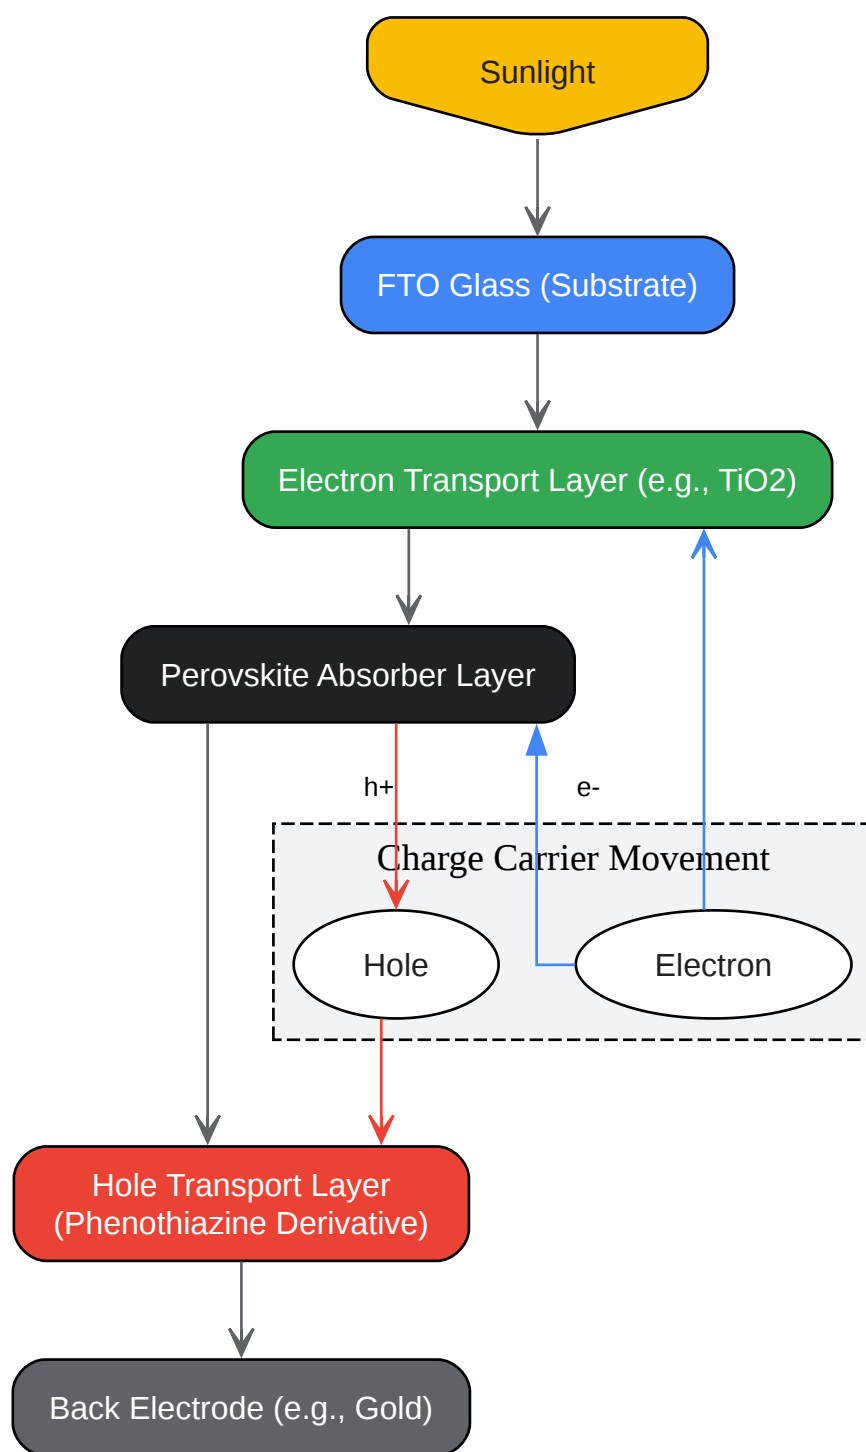 Sunlight
FTO Glass (Substrate)
Electron Transport Layer (e.g., TiO2)
Perovskite Absorber Layer
h+
e-
Charge Carrier Movement
Hole
Electron
Hole Transport Layer
(Phenothiazine Derivative)
Back Electrode (e.g., Gold)